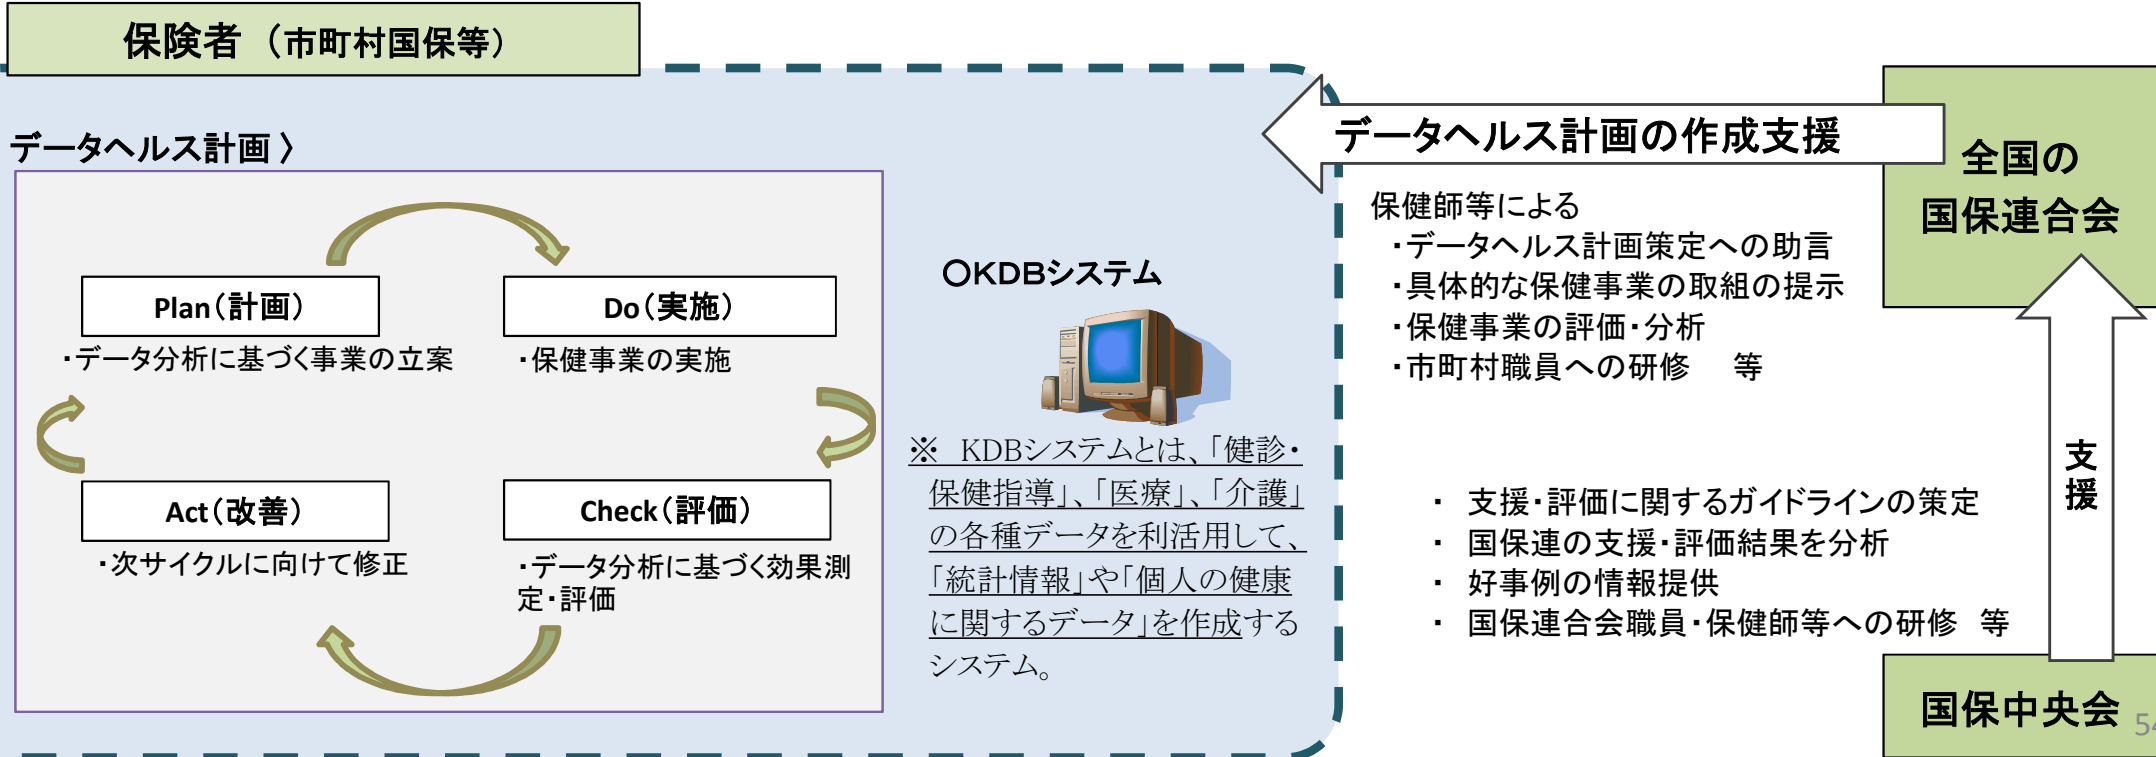 保険者（市町村国保等）
データヘルス計画 〉
Plan（計画）
・データ分析に基づく事業の立案
Do（実施）
・保健事業の実施
Act（改善）
・次サイクルに向けて修正
Check（評価）
・データ分析に基づく効果測
定・評価
○KDBシステム
※　KDBシステムとは、「健診・
保健指導」、「医療」、「介護」
の各種データを利活用して、
「統計情報」や「個人の健康
に関するデータ」を作成する
システム。
データヘルス計画の作成支援
保健師等による
・データヘルス計画策定への助言
・具体的な保健事業の取組の提示
・保健事業の評価・分析
・市町村職員への研修　等
全国の
国保連合会
支援
・ 支援・評価に関するガイドラインの策定
・ 国保連の支援・評価結果を分析
・ 好事例の情報提供
・ 国保連合会職員・保健師等への研修　等
国保中央会
54